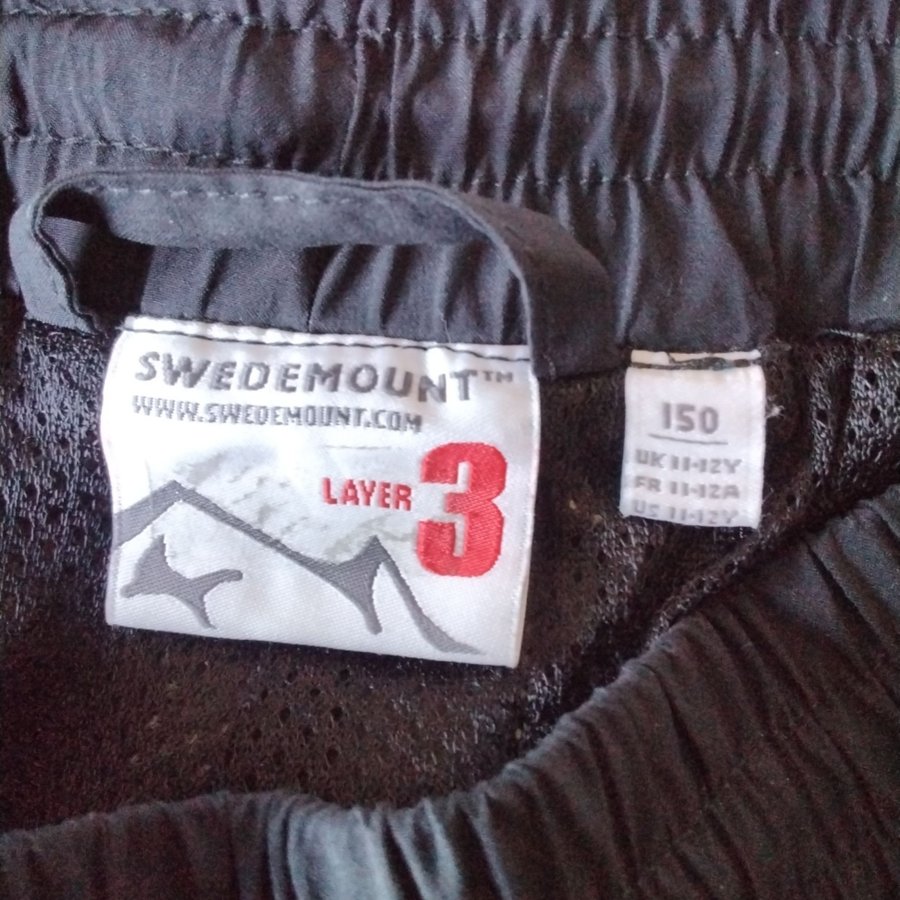 SWEDEMOUNT™
WWW.SWEDEMOUNT.COM
LAYER 3
150
UK 11-12Y
FR 11-12A
US 11-12Y